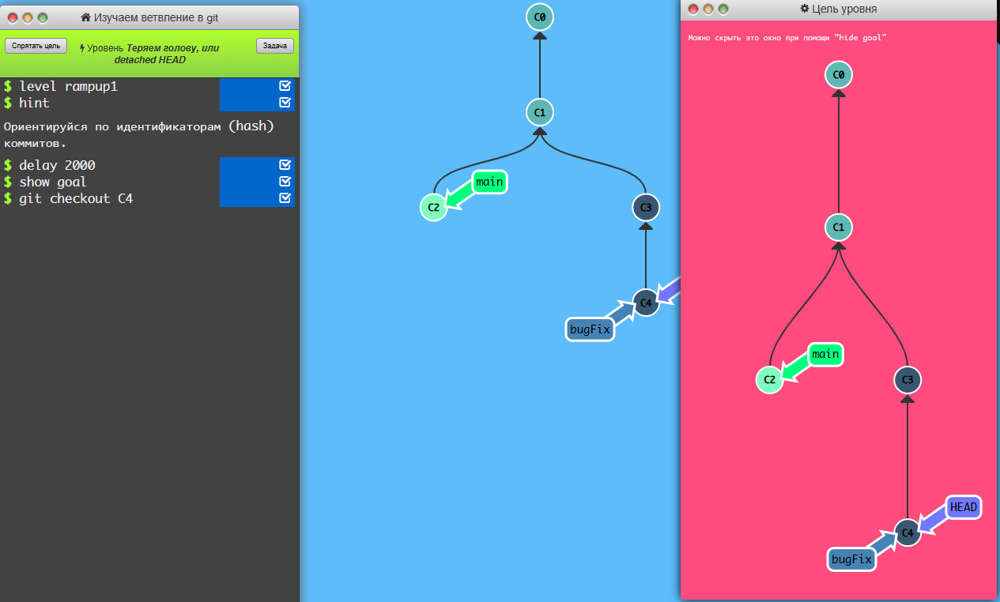 Изучаем ветвление в git
Спрятать цель
Уровень Теряем голову, или
detached HEAD
Задача
$ level rampup1
$ hint
Ориентируйся по идентификаторам (hash)
коммитов.
$ delay 2000
$ show goal
$ git checkout C4
C0
C1
main
C2
C3
C4
bugFix
Цель уровня
Можно скрыть это окно при помощи "hide goal"
C0
C1
main
C2
C3
HEAD
C4
bugFix